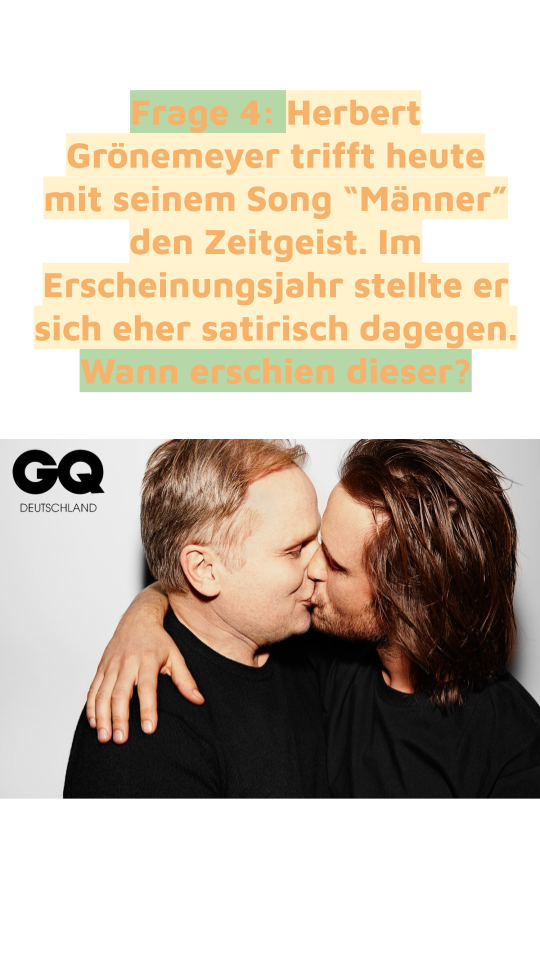 Frage 4: Herbert
Grönemeyer trifft heute
mit seinem Song “Männer”
den Zeitgeist. Im
Erscheinungsjahr stellte er
sich eher satirisch dagegen.
Wann erschien dieser?
GQ
DEUTSCHLAND